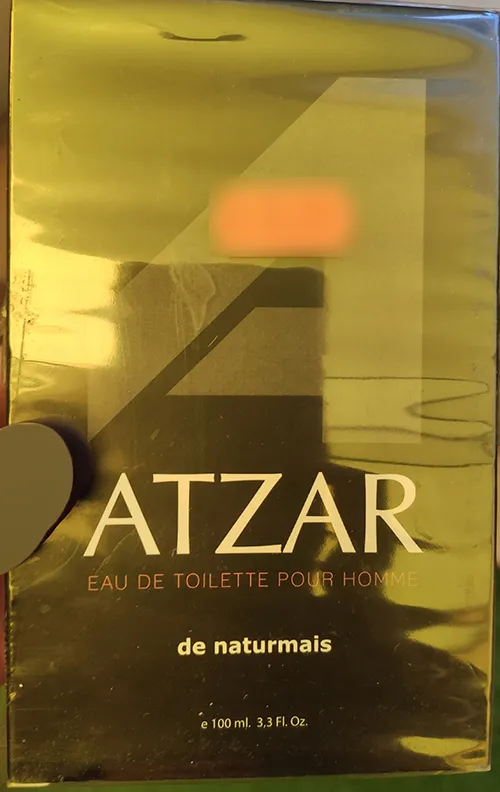 ATZAR
EAU DE TOILETTE POUR HOMME
de naturmais
e 100 ml. 3,3 Fl. Oz.